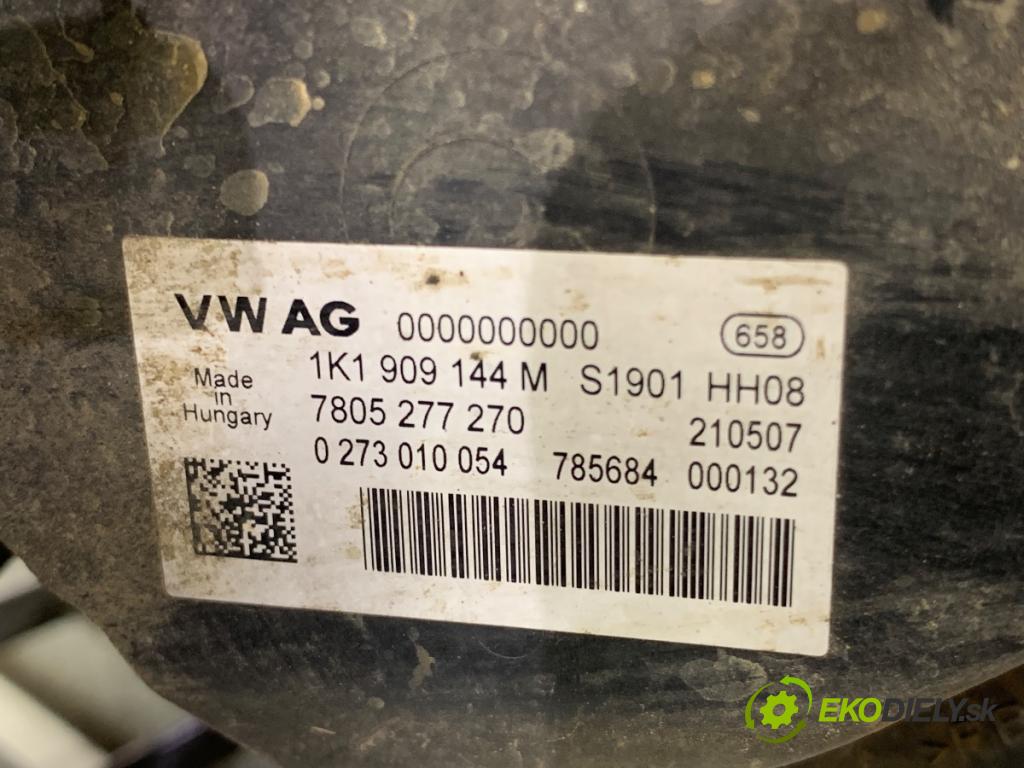 VW AG 0000000000 658
Made in Hungary
1K1 909 144 M S1901 HH08
7805 277 270 210507
0 273 010 054 785684 000132
EKODIELY.sk